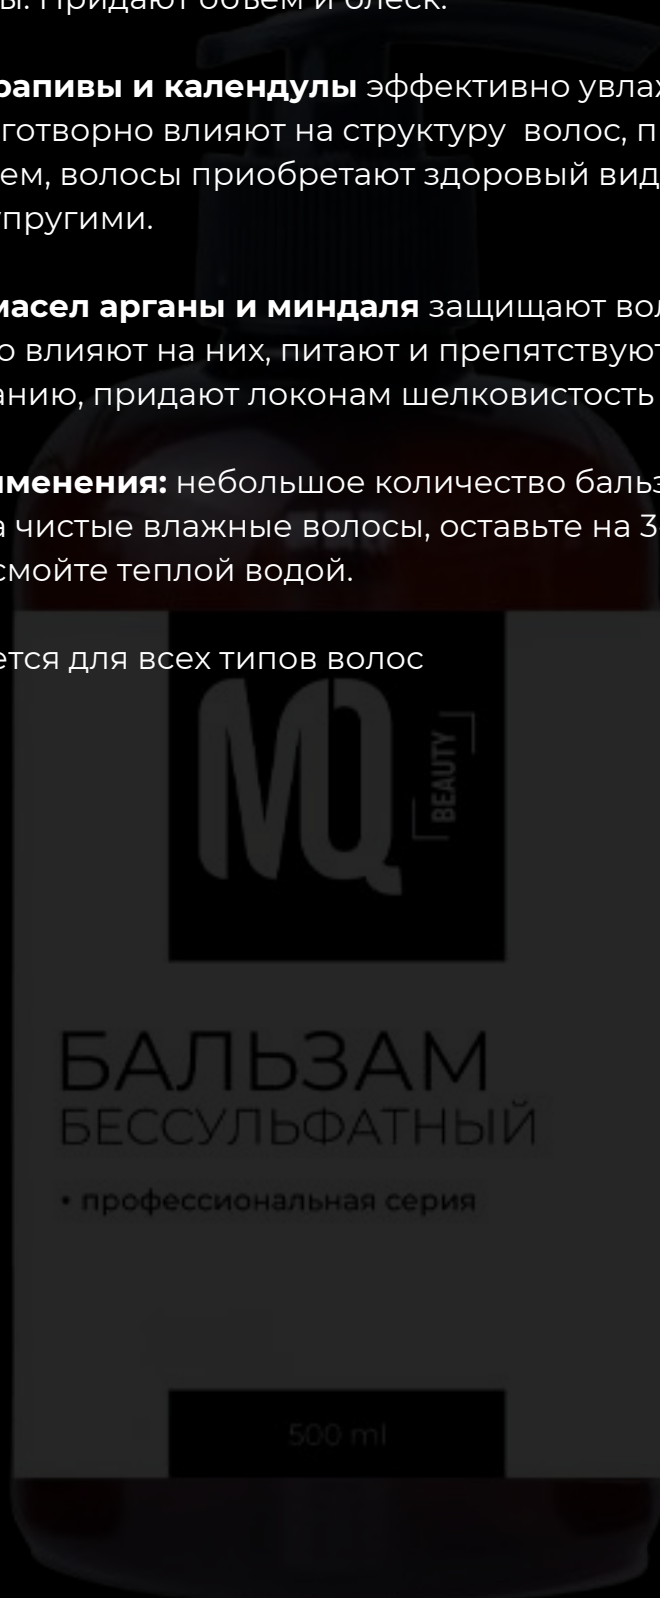 ы. Придают объем и блеск.
рапивы и календулы эффективно увлаж
готворно влияют на структуру волос, п
ем, волосы приобретают здоровый вид
упругими.
масел арганы и миндаля защищают вол
о влияют на них, питают и препятствуют
анию, придают локонам шелковистость
именения: небольшое количество бальз
а чистые влажные волосы, оставьте на 3-
смойте теплой водой.
ется для всех типов волос
MQ
BEAUTY
БАЛЬЗАМ
БЕССУЛЬФАТНЫЙ
• профессиональная серия
500 ml